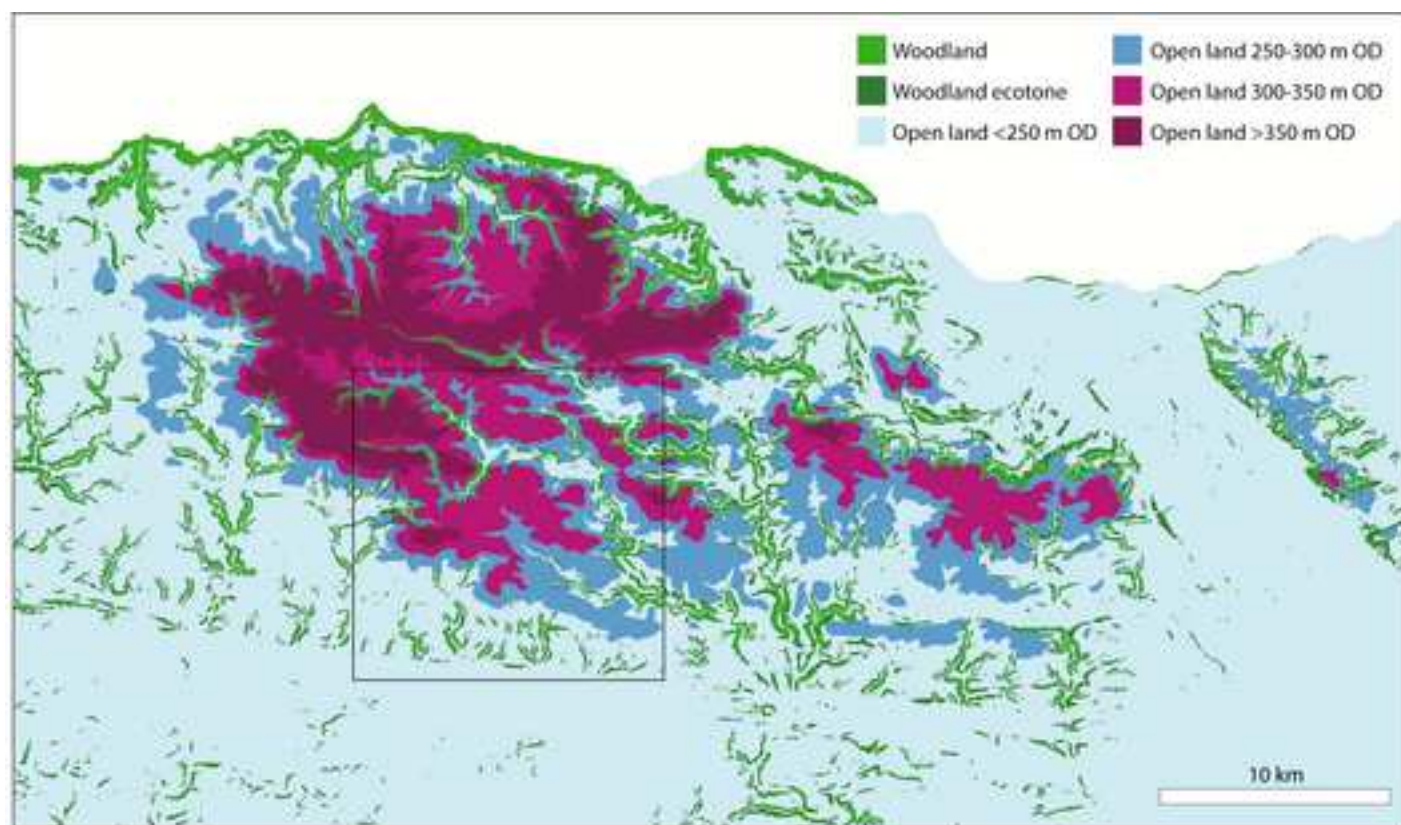 Woodland
Woodland ecotone
Open land <250 m OD
Open land 250-300 m OD
Open land 300-350 m OD
Open land >350 m OD
10 km